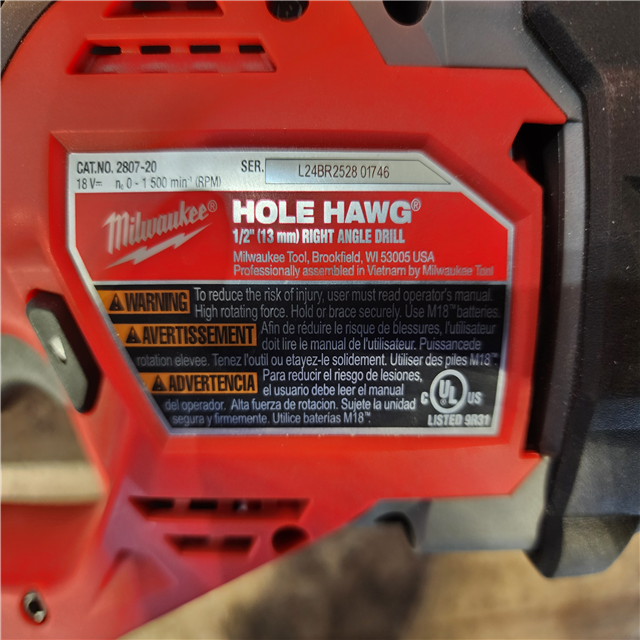 CAT.NO. 2807-20 SER. L24BR2528 01746
18 V⎓ n₀ 0 - 1 500 min⁻¹ (RPM)
Milwaukee®
HOLE HAWG®
1/2" (13 mm) RIGHT ANGLE DRILL
Milwaukee Tool, Brookfield, WI 53005 USA
Professionally assembled in Vietnam by Milwaukee Tool
WARNING To reduce the risk of injury, user must read operator's manual.
High rotating force. Hold or brace securely. Use M18™ batteries.
AVERTISSEMENT Afin de réduire le risque de blessures, l'utilisateur
doit lire le manual de l'utilisateur. Puissancede
rotation elevee. Tenez l'outil ou etayez-le solidement. Utiliser des piles M18™.
ADVERTENCIA Para reducir el riesgo de lesiones,
el usuario debe leer el manual
del operador. Alta fuerza de rotacion. Sujete la unidad
segura y firmemente. Utilice baterias M18™.
C UL US
LISTED 9R31